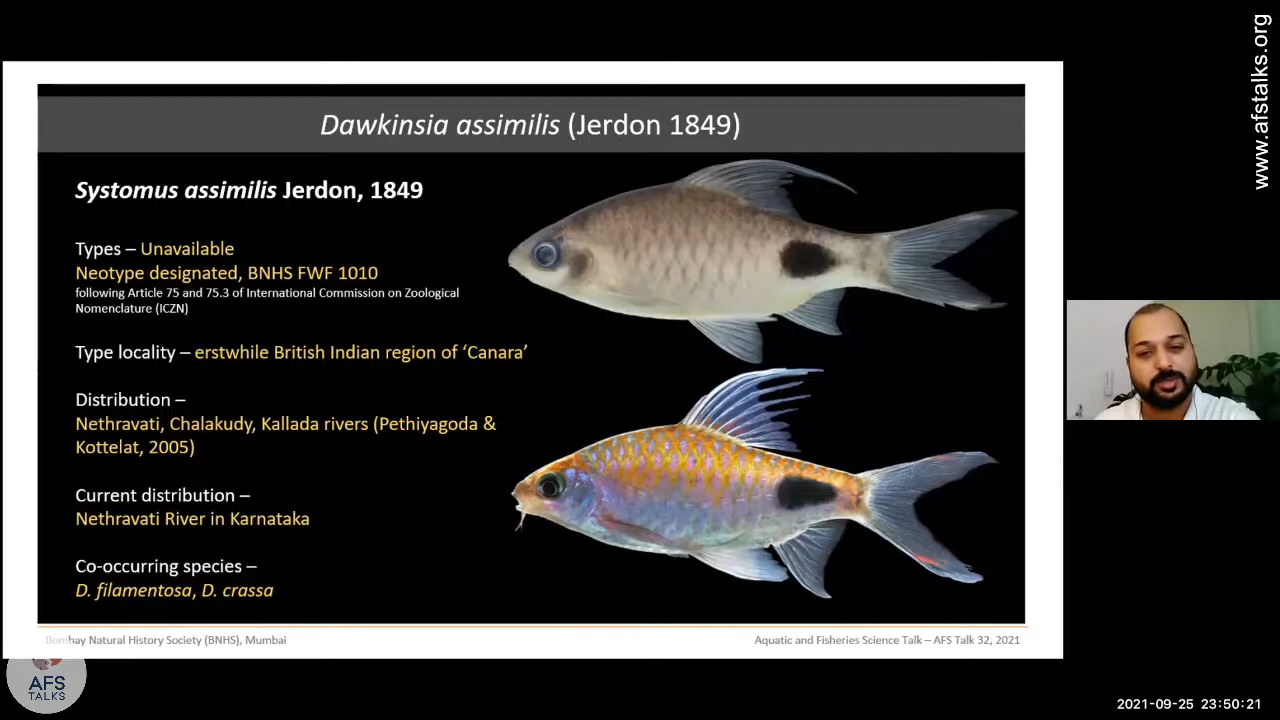 www.afstalks.org
Dawkinsia assimilis (Jerdon 1849)
Systomus assimilis Jerdon, 1849
Types – Unavailable
Neotype designated, BNHS FWF 1010
following Article 75 and 75.3 of International Commission on Zoological
Nomenclature (ICZN)
Type locality – erstwhile British Indian region of ‘Canara’
Distribution –
Nethravati, Chalakudy, Kallada rivers (Pethiyagoda &
Kottelat, 2005)
Current distribution –
Nethravati River in Karnataka
Co-occurring species –
D. filamentosa, D. crassa
Bombay Natural History Society (BNHS), Mumbai
Aquatic and Fisheries Science Talk – AFS Talk 32, 2021
AFS
TALKS
2021-09-25 23:50:21